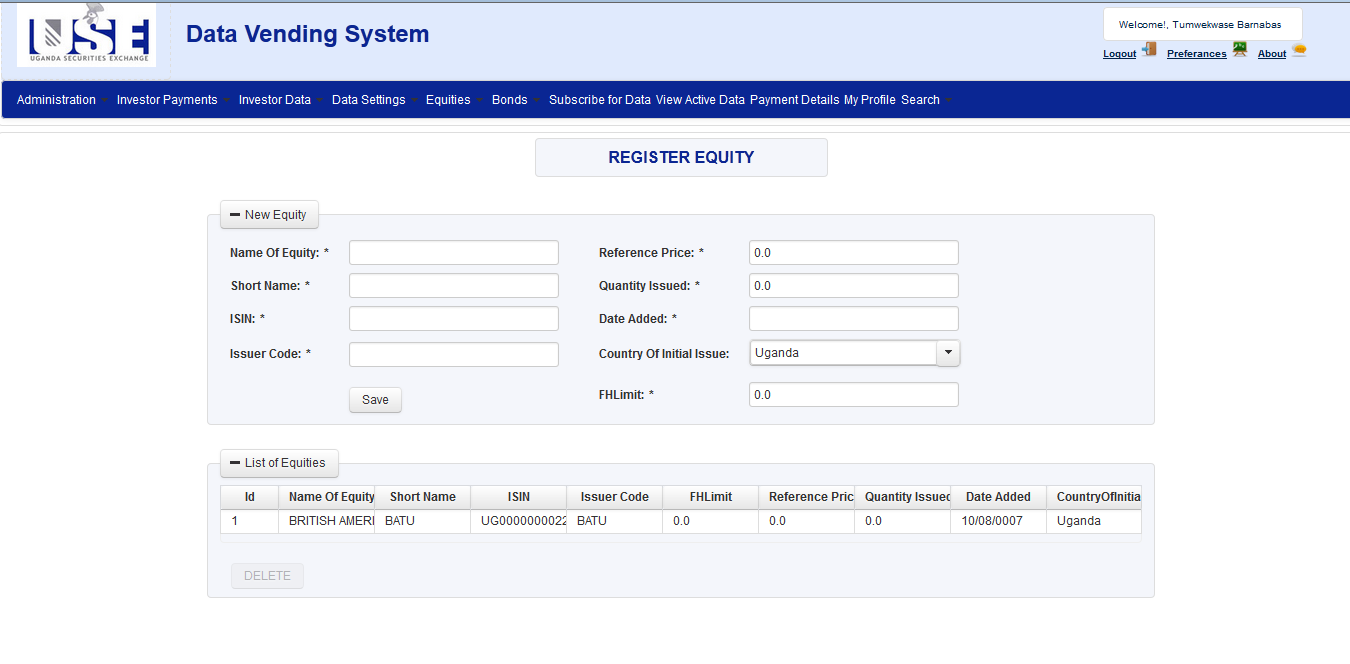 USE
UGANDA SECURITIES EXCHANGE
Data Vending System
Welcome!, Tumwekwase Barnabas
Logout Preferances About
Administration Investor Payments Investor Data Data Settings Equities Bonds Subscribe for Data View Active Data Payment Details My Profile Search
REGISTER EQUITY
New Equity
Name Of Equity: * Reference Price: * 0.0
Short Name: * Quantity Issued: * 0.0
ISIN: * Date Added: *
Issuer Code: * Country Of Initial Issue: Uganda
Save FHLimit: * 0.0
List of Equities
Id Name Of Equity Short Name ISIN Issuer Code FHLimit Reference Pric Quantity Issued Date Added CountryOfInitia
1 BRITISH AMERI BATU UG0000000022 BATU 0.0 0.0 0.0 10/08/0007 Uganda
DELETE